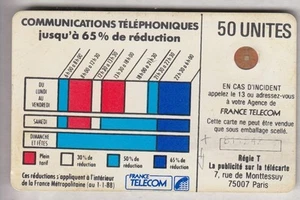 COMMUNICATIONS TÉLÉPHONIQUES
jusqu'à 65% de réduction
50 UNITES
DU
LUNDI
AU
VENDREDI
SAMEDI
DIMANCHE
ET FÊTES
Plein
tarif
30% de
réduction
50% de
réduction
65% de
réduction
Ces réductions s'appliquent à l'intérieur
de la France Métropolitaine (au 1-1-88)
FRANCE
TELECOM
EN CAS D'INCIDENT
appelez le 13 ou adressez-vous
à votre Agence de
FRANCE TELECOM
Cette carte ne peut être vendue
que sous emballage scellé.
Régie T
La publicité sur la télécarte
7, rue de Monttessuy
75007 Paris